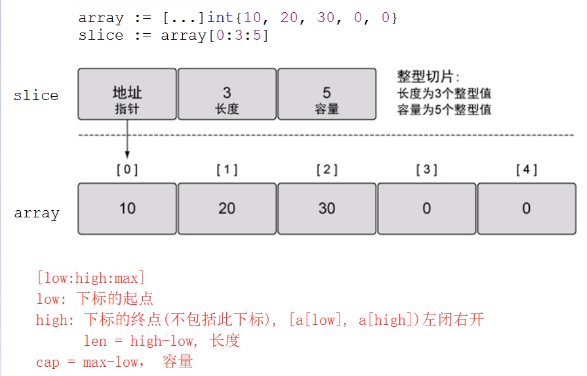 array := [...]int{10, 20, 30, 0, 0}
slice := array[0:3:5]
slice
地址
指针
3
长度
5
容量
整型切片:
长度为3个整型值
容量为5个整型值
[0]
[1]
[2]
[3]
[4]
array
10
20
30
0
0
[low:high:max]
low: 下标的起点
high: 下标的终点(不包括此下标), [a[low], a[high])左闭右开
len = high-low, 长度
cap = max-low, 容量